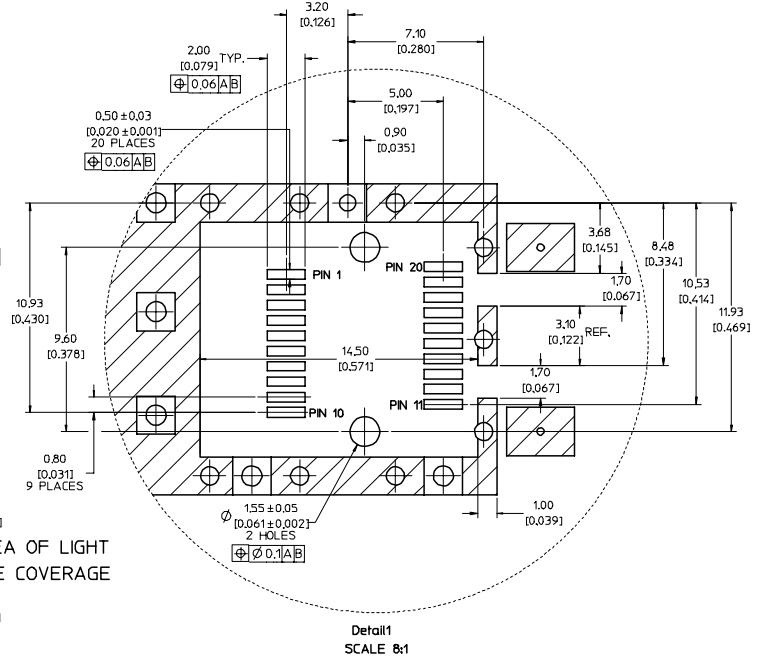 3.20
[0.126]
7.10
[0.280]
2.00
[0.079] TYP.
⌖ 0.06 A B
5.00
[0.197]
0.50 ±0.03
[0.020 ±0.001]
20 PLACES
⌖ 0.06 A B
0.90
[0.035]
3.68
[0.145]
8.48
[0.334]
PIN 1
PIN 20
1.70
[0.067]
10.53
[0.414]
10.93
[0.430]
11.93
[0.469]
9.60
[0.378]
3.10
[0.122] REF.
14.50
[0.571]
1.70
[0.067]
PIN 10
PIN 11
0.80
[0.031]
9 PLACES
Ø 1.55 ±0.05
[0.061 ±0.002]
2 HOLES
⌖ Ø 0.1 A B
1.00
[0.039]
]
EA OF LIGHT
E COVERAGE
Detail1
SCALE 8:1